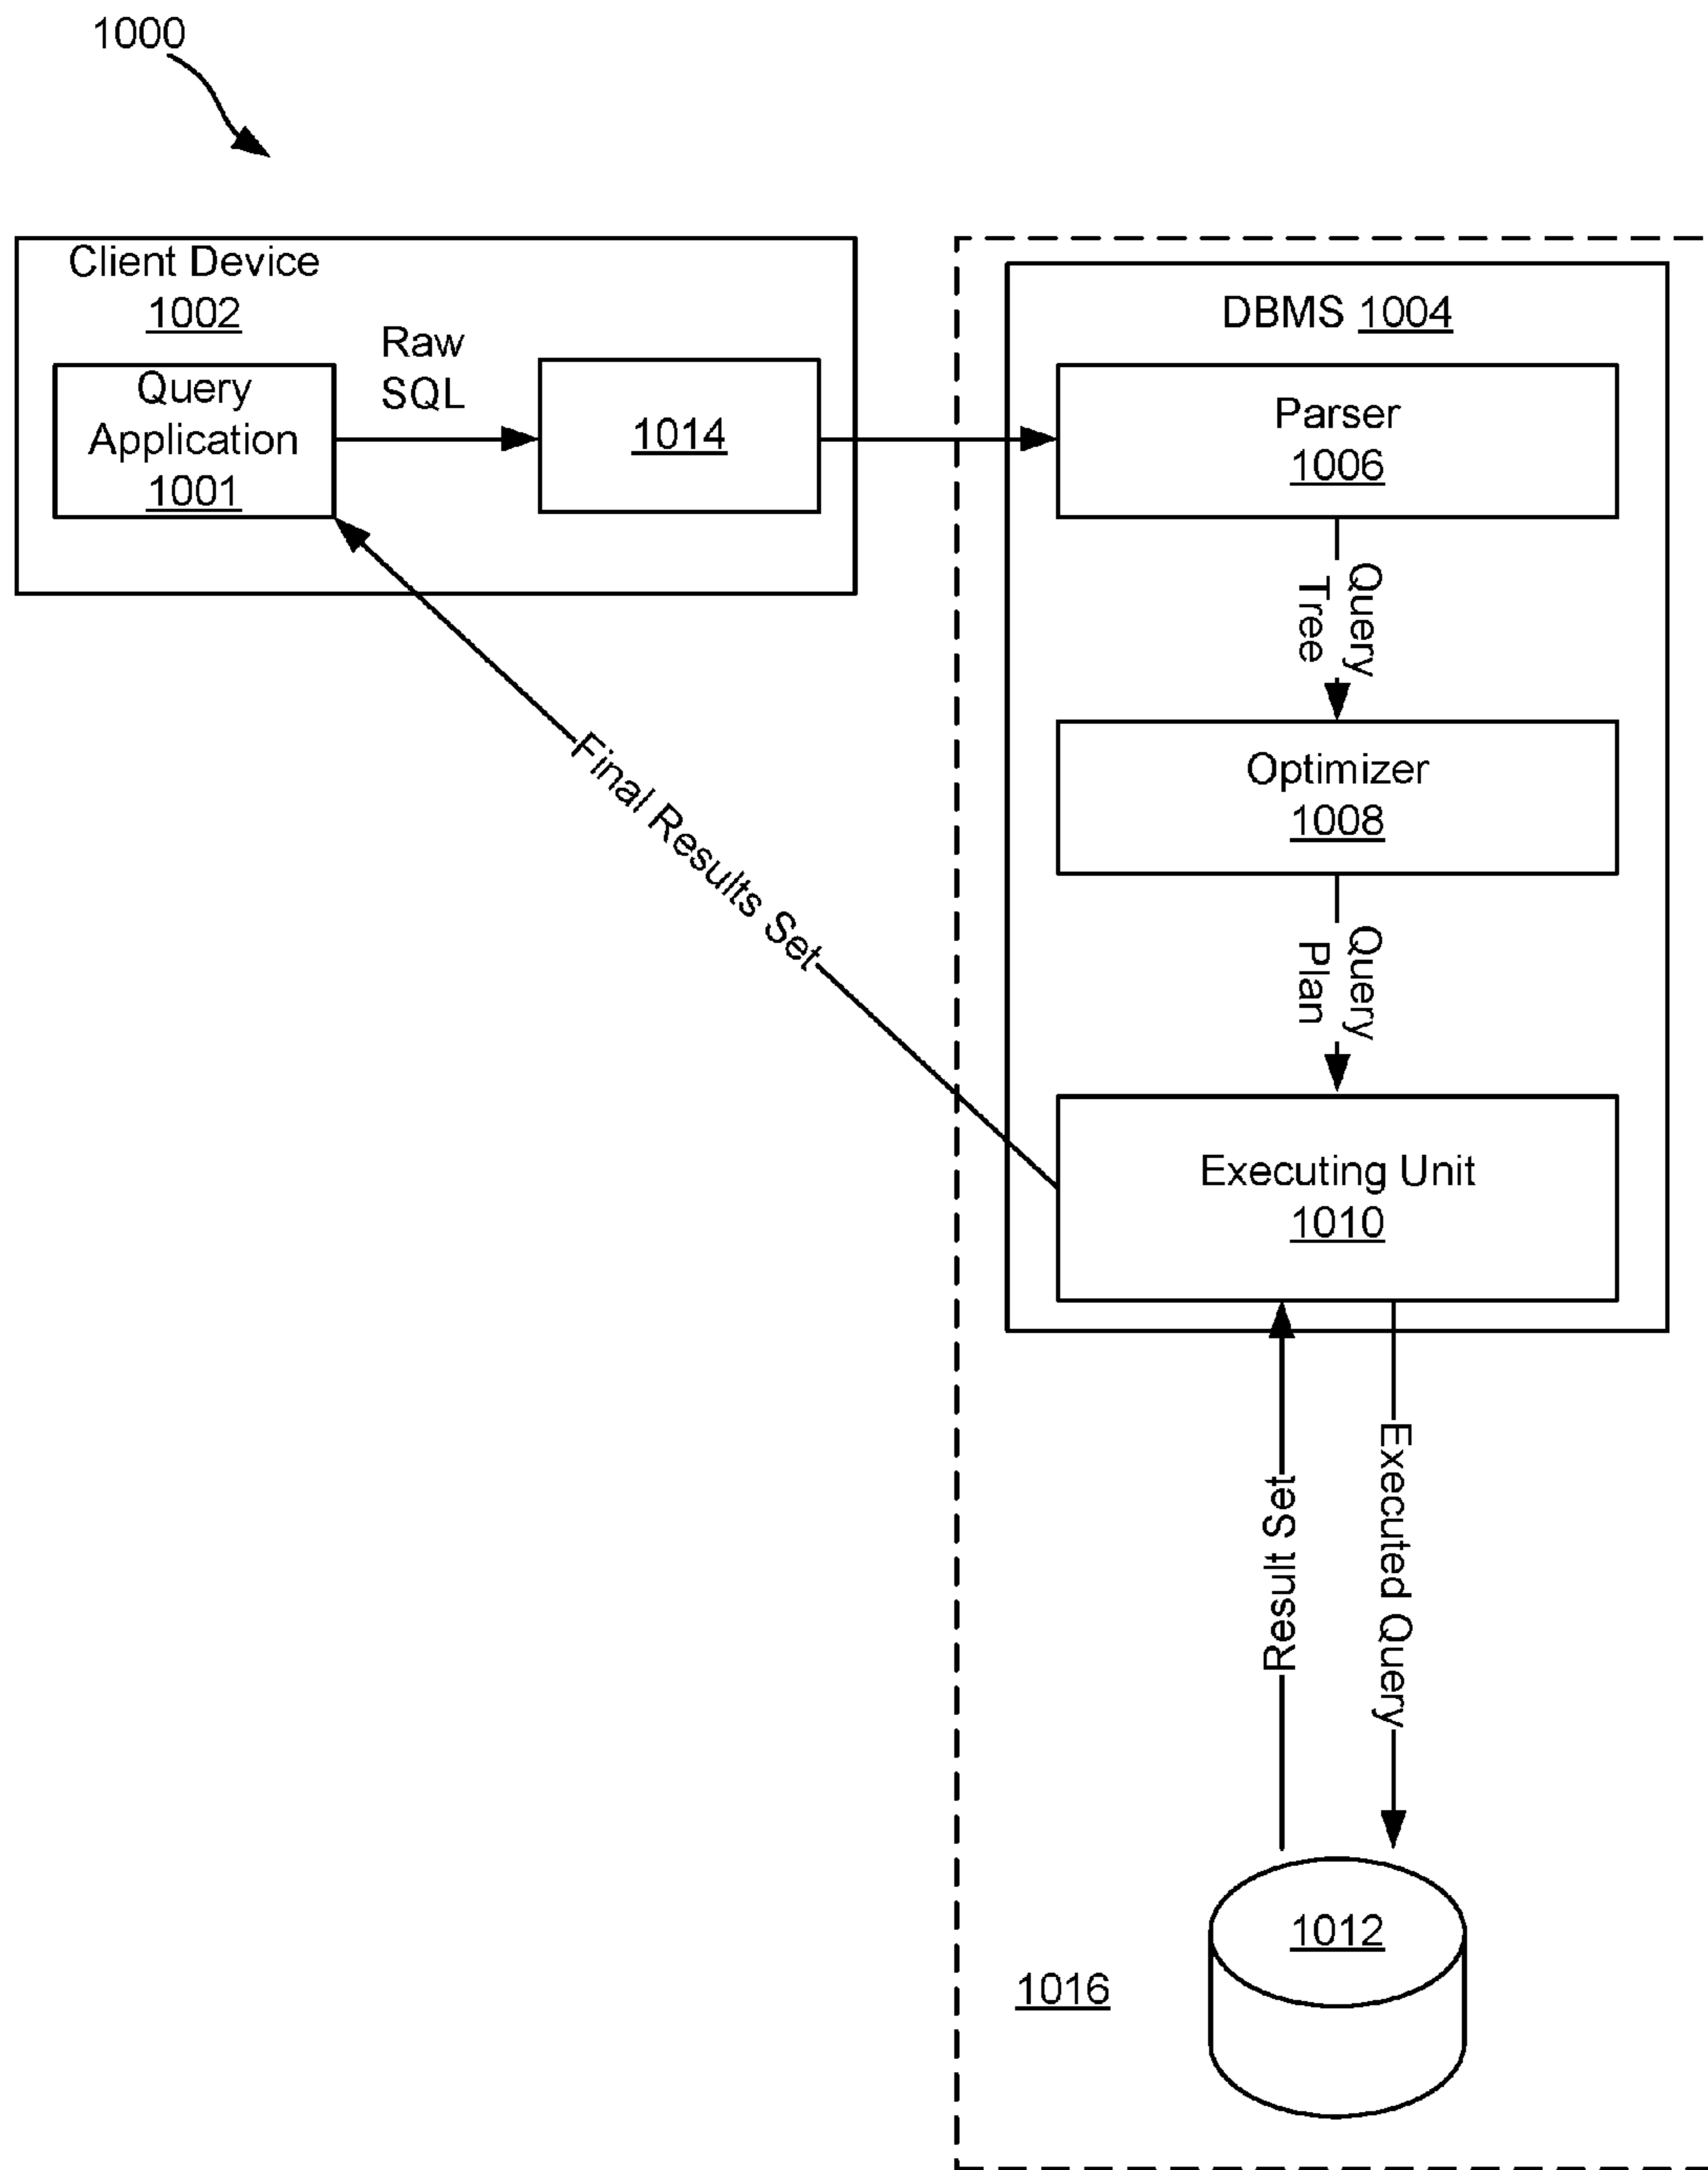 1000
Client Device
1002
Raw
SQL
Query
Application
1001
1014
DBMS 1004
Parser
1006
Query
Tree
Optimizer
1008
Final Results Set
Query
Plan
Executing Unit
1010
Result Set
Executed Query
1012
1016